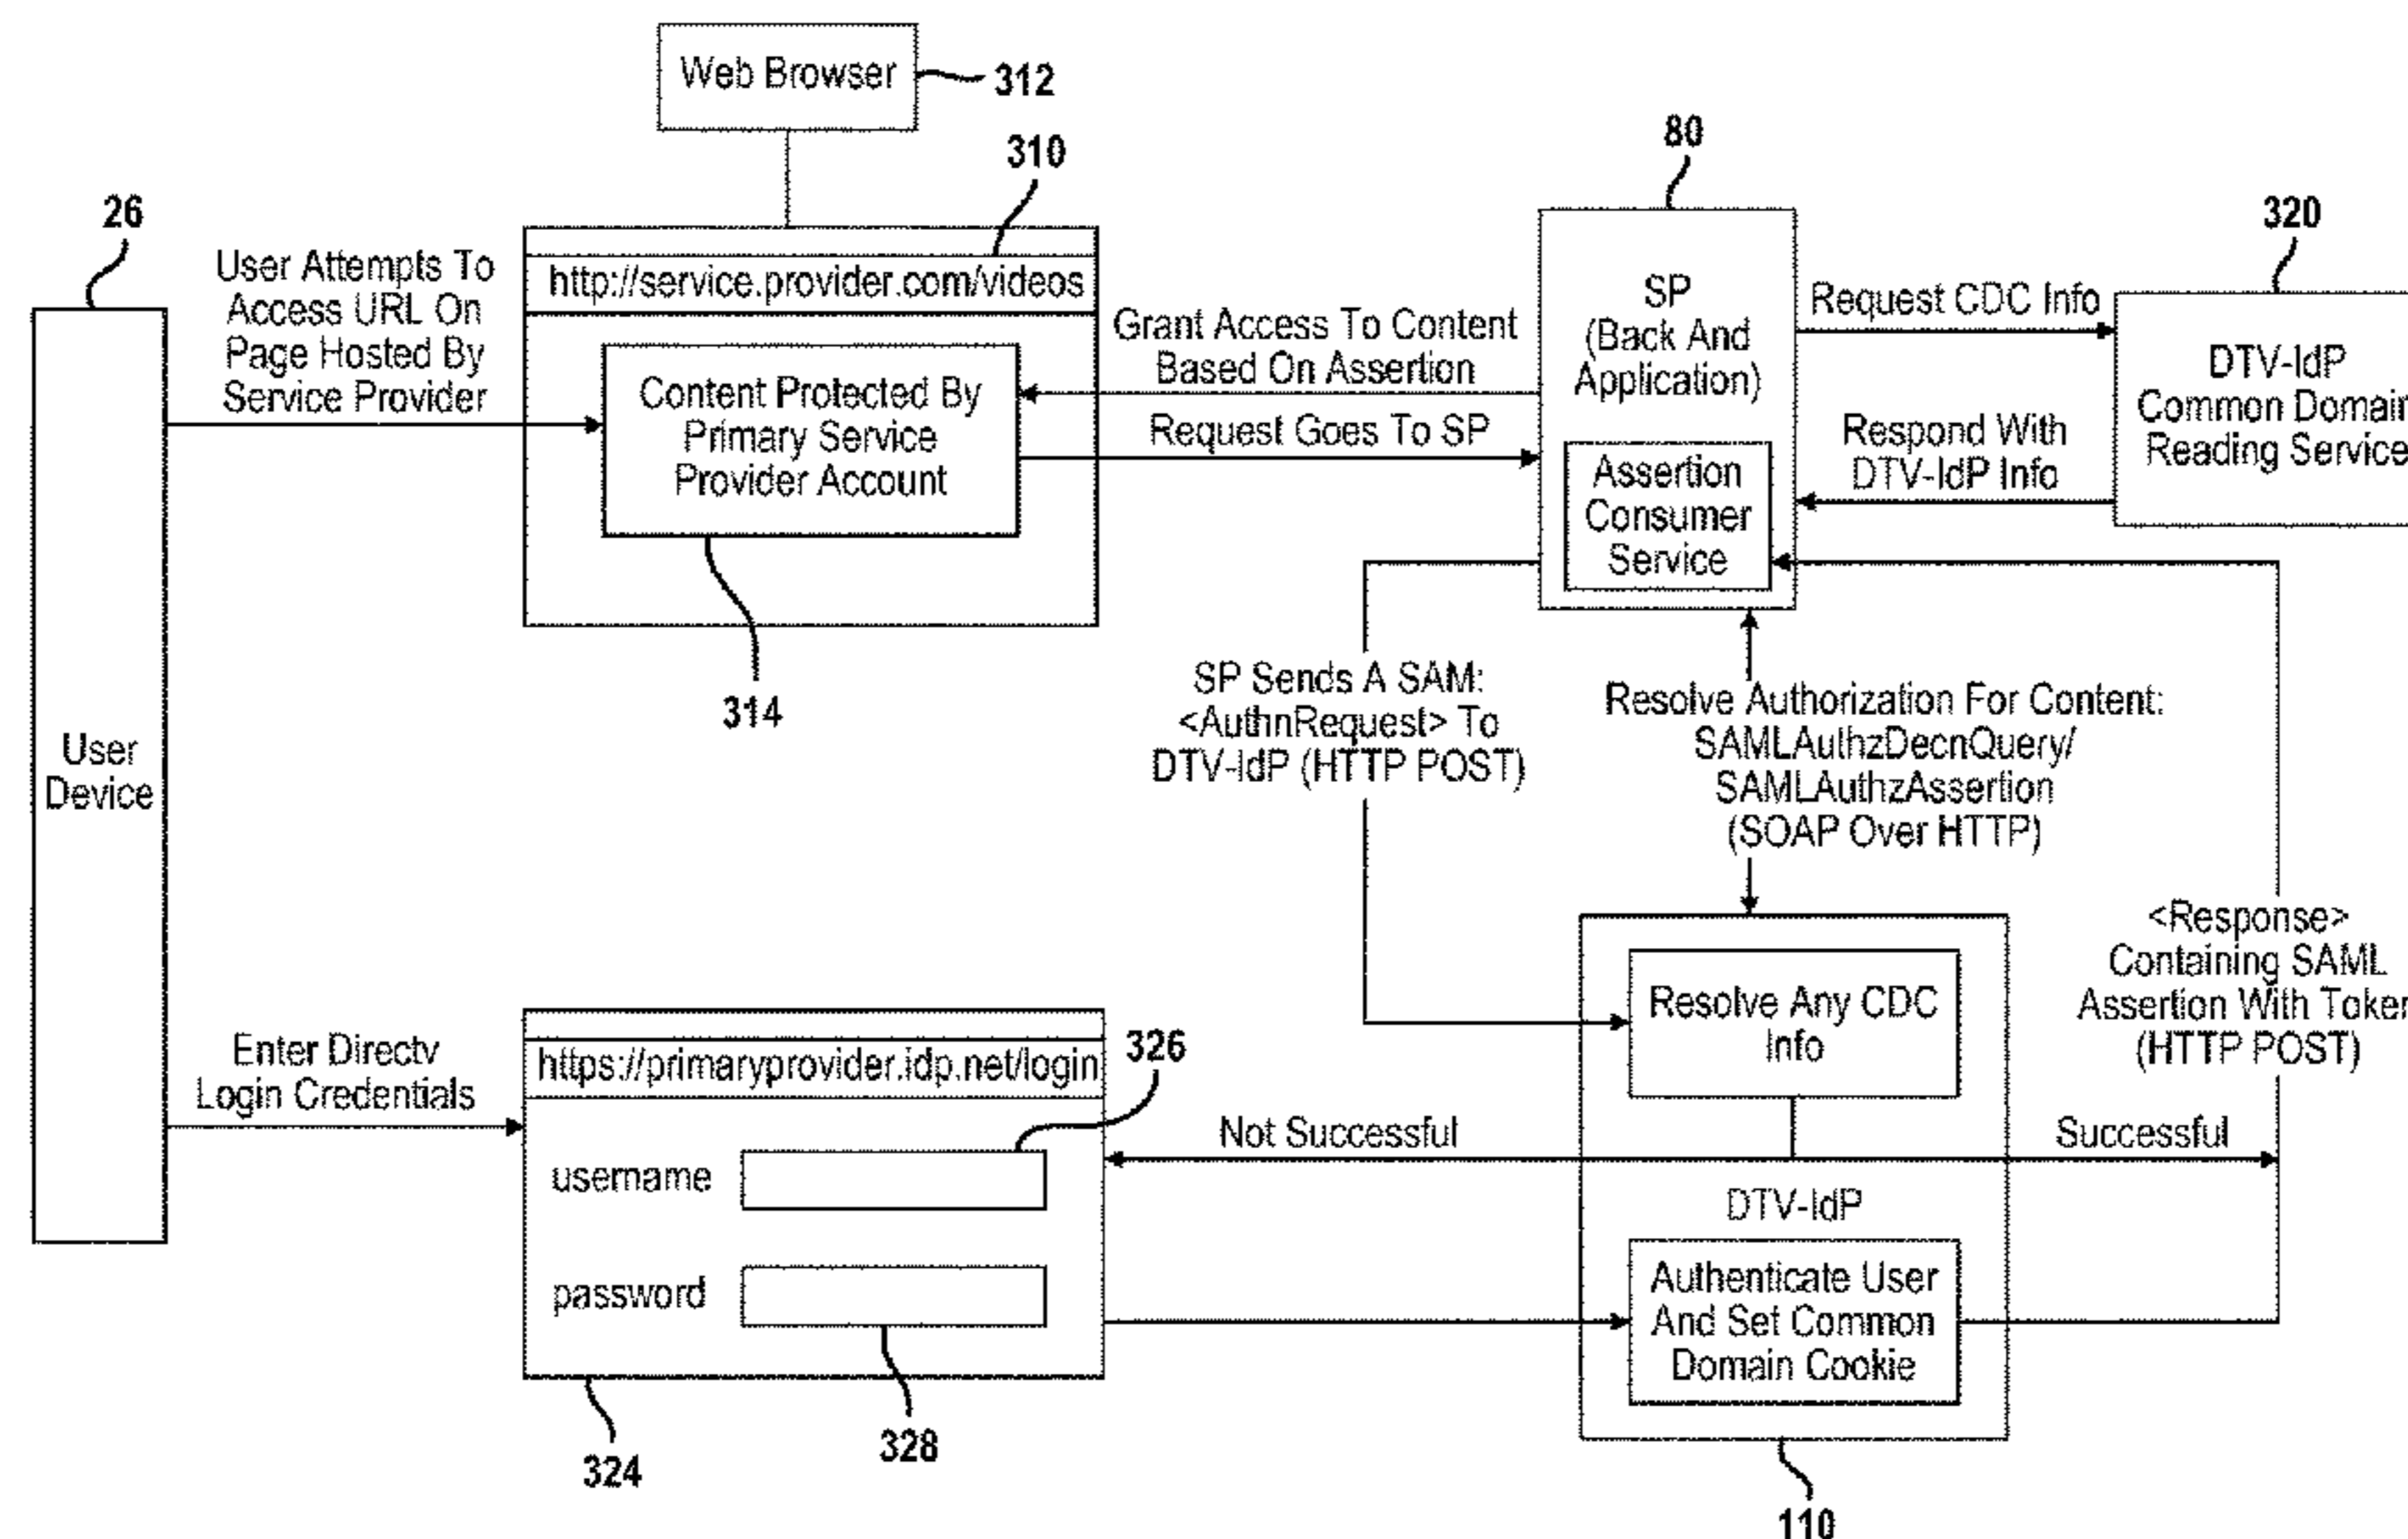 Web Browser
312
310
26
80
320
User Attempts To
Access URL On
Page Hosted By
Service Provider
http://service.provider.com/videos
Content Protected By
Primary Service
Provider Account
314
Grant Access To Content
Based On Assertion
Request Goes To SP
SP
(Back And
Application)
Assertion
Consumer
Service
Request CDC Info
Respond With
DTV-IdP Info
DTV-IdP
Common Domain
Reading Service
User
Device
SP Sends A SAM:
<AuthnRequest> To
DTV-IdP (HTTP POST)
Resolve Authorization For Content:
SAMLAuthzDecnQuery/
SAMLAuthzAssertion
(SOAP Over HTTP)
<Response>
Containing SAML
Assertion With Token
(HTTP POST)
Enter Directv
Login Credentials
https://primaryprovider.idp.net/login
326
username
password
324
328
Not Successful
Successful
Resolve Any CDC
Info
DTV-IdP
Authenticate User
And Set Common
Domain Cookie
110